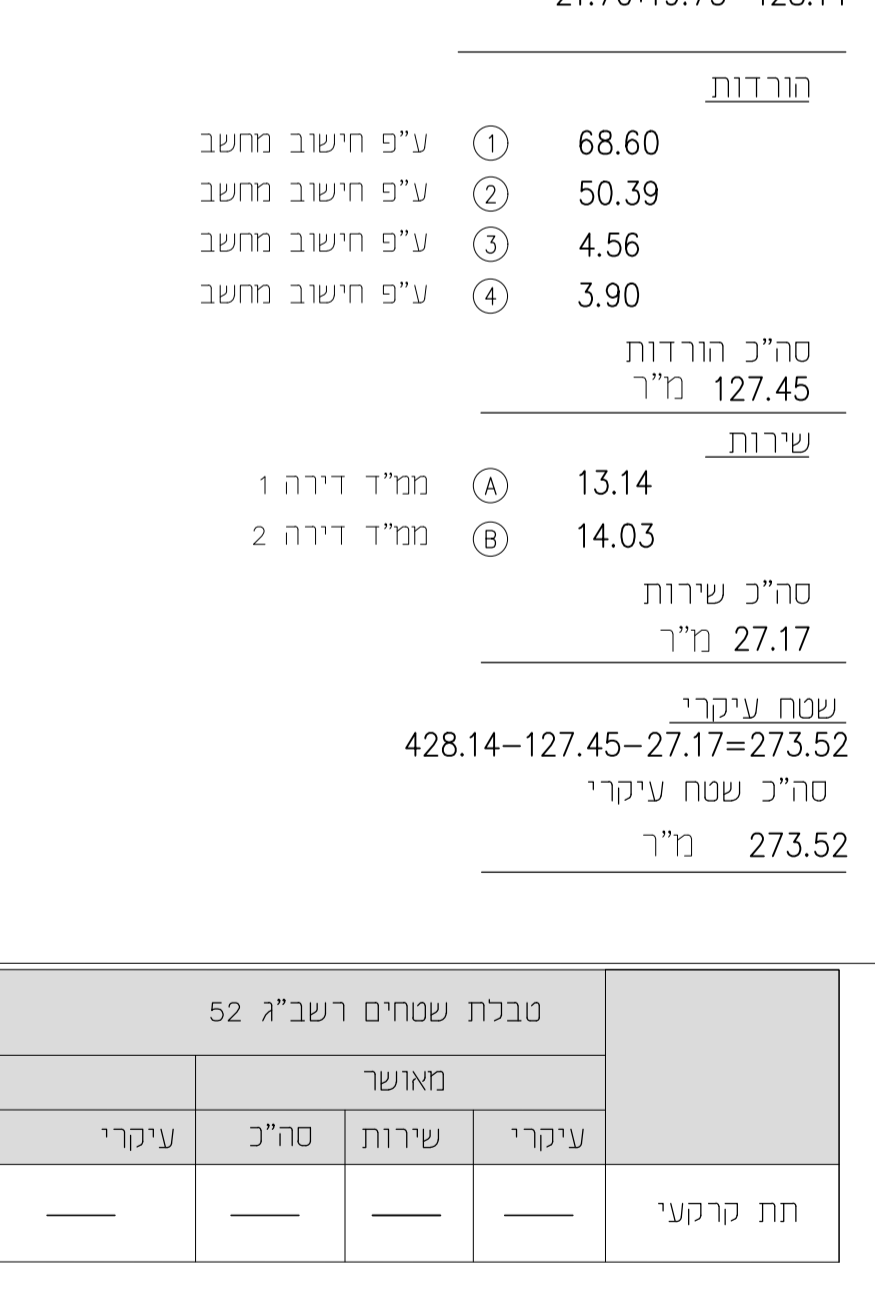 הורדות
68.60 ① ע"פ חישוב מחשב
50.39 ② ע"פ חישוב מחשב
4.56 ③ ע"פ חישוב מחשב
3.90 ④ ע"פ חישוב מחשב
סה"כ הורדות
127.45 מ"ר
שירות
13.14 Ⓐ ממ"ד דירה 1
14.03 Ⓑ ממ"ד דירה 2
סה"כ שירות
27.17 מ"ר
שטח עיקרי
428.14-127.45-27.17=273.52
סה"כ שטח עיקרי
273.52 מ"ר
טבלת שטחים רשב"ג 52
מאושר
עיקרי שירות סה"כ עיקרי
תת קרקעי — — — —